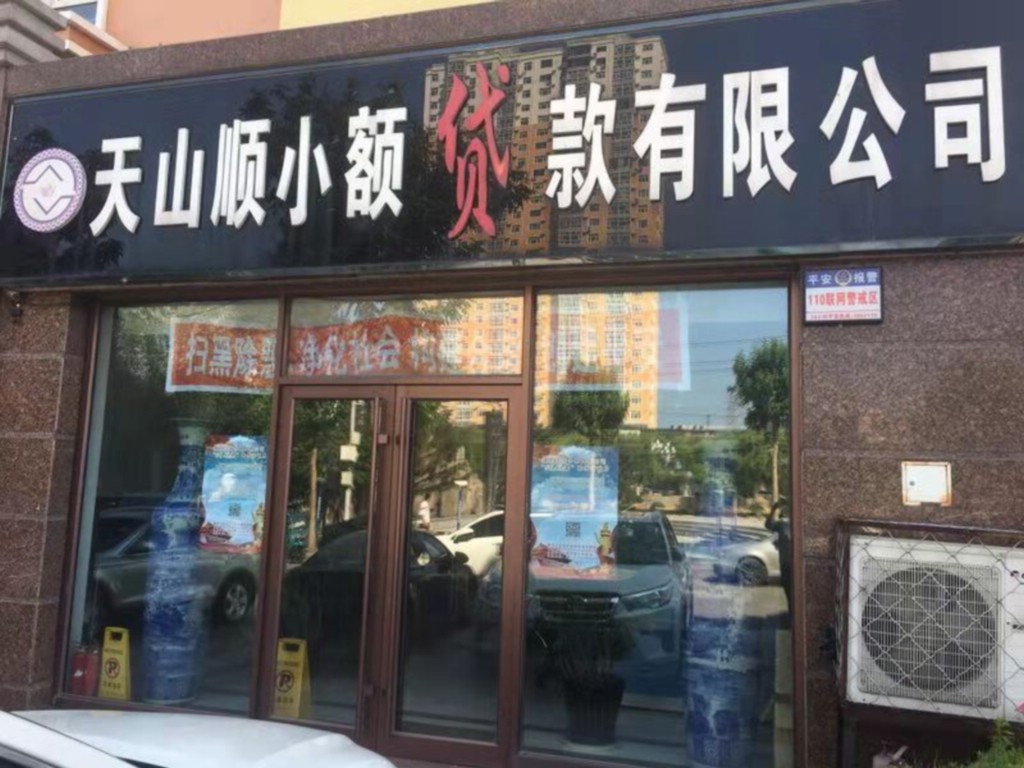 天山顺小额贷款有限公司
平安 报警
110联网警戒区
扫黑除恶 净化社会